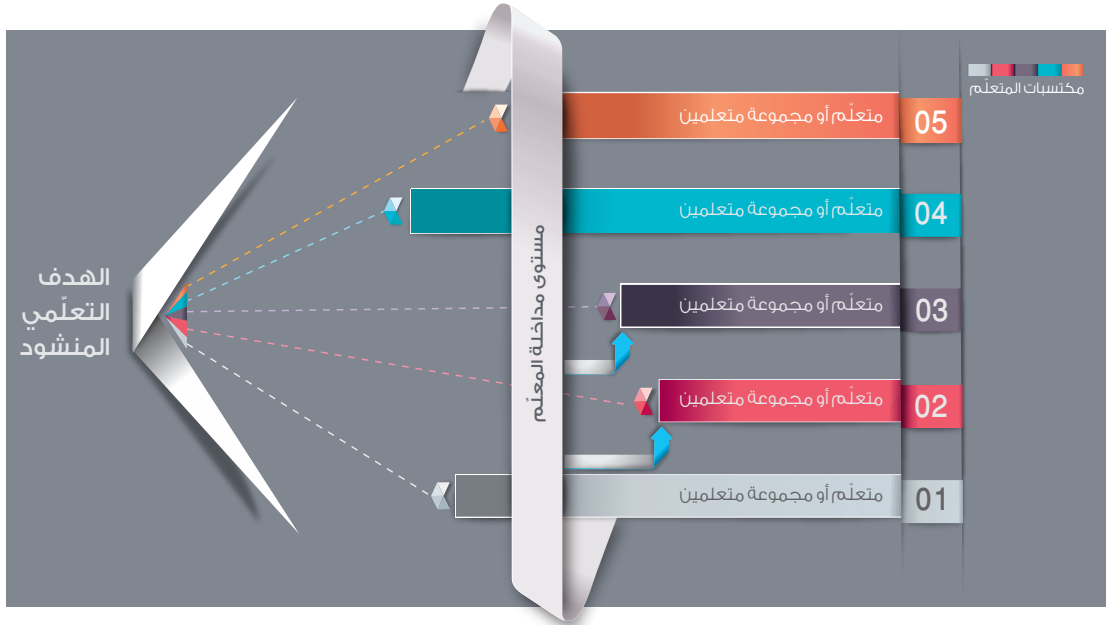 مكتسبات المتعلّم
05
متعلّم أو مجموعة متعلمين
04
متعلّم أو مجموعة متعلمين
03
متعلّم أو مجموعة متعلمين
02
متعلّم أو مجموعة متعلمين
01
متعلّم أو مجموعة متعلمين
مستوى مداخلة المعلّم
الهدف
التعلّمي
المنشود